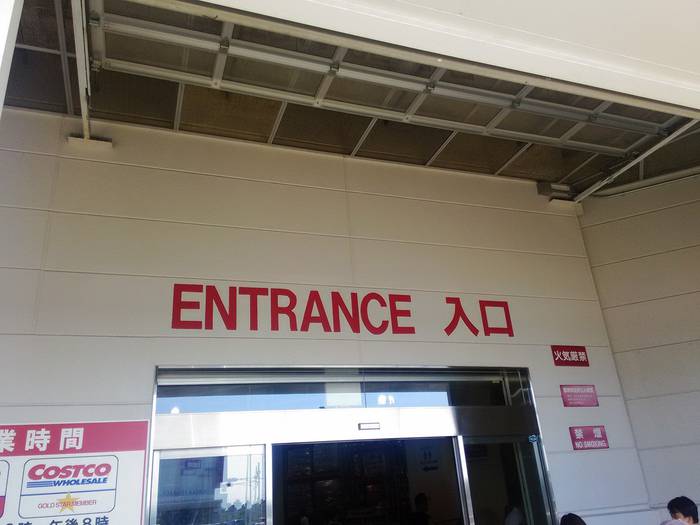 ENTRANCE 入口
火気厳禁
禁煙
NO SMOKING
業時間
COSTCO
WHOLESALE
GOLD STAR MEMBER
午後8時